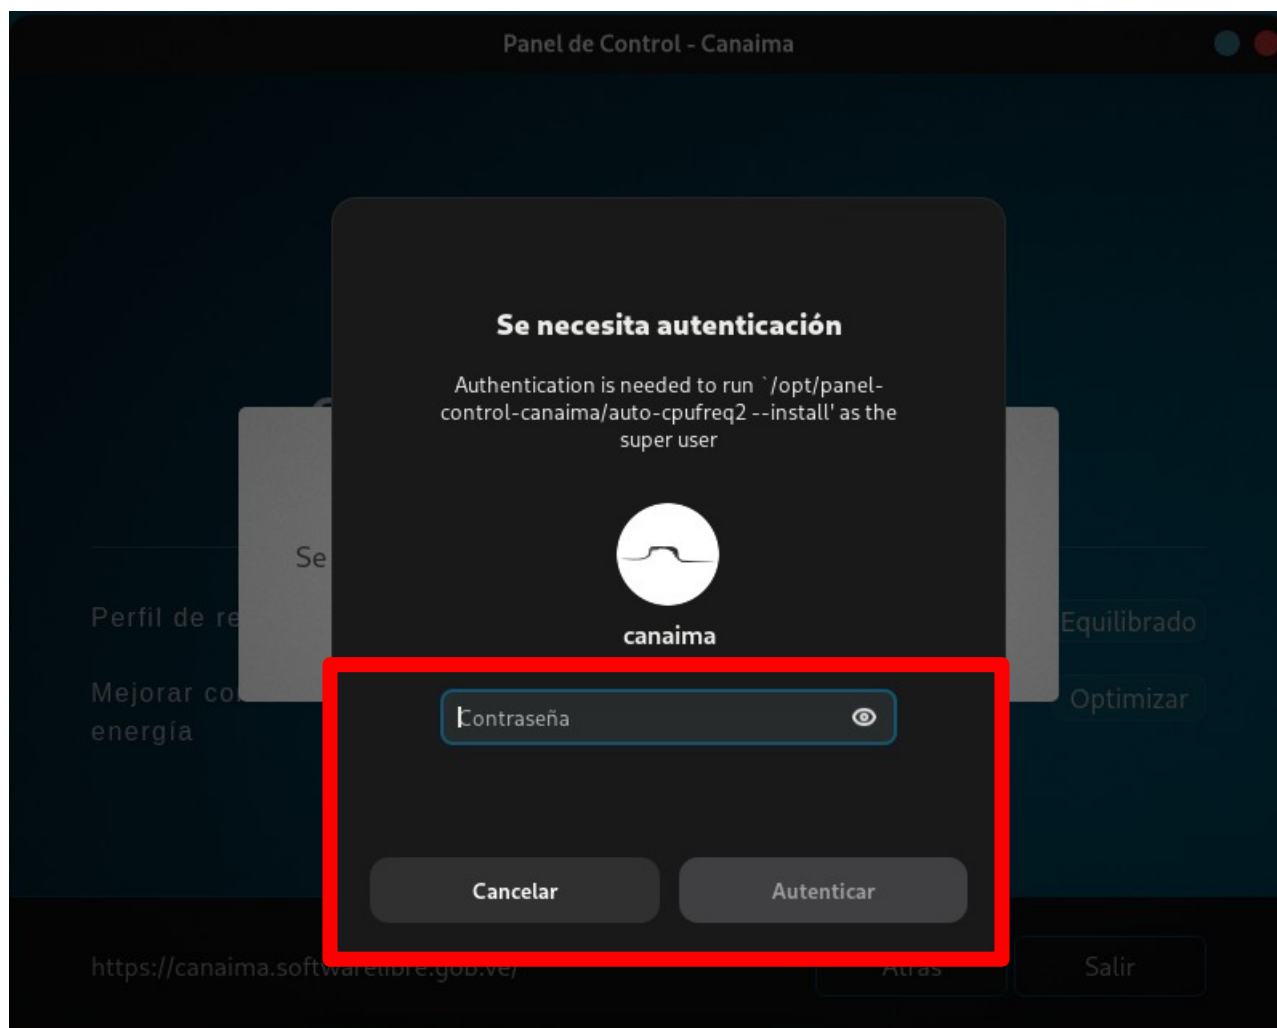 Panel de Control - Canaima
Se necesita autenticación
Authentication is needed to run `/opt/panel-
control-canaima/auto-cpufreq2 --install' as the
super user
Se
canaima
Perfil de re
Equilibrado
Mejorar co
energía
Optimizar
Contraseña
Cancelar
Autenticar
https://canaima.softwarelibre.gob.ve/
Atrás
Salir